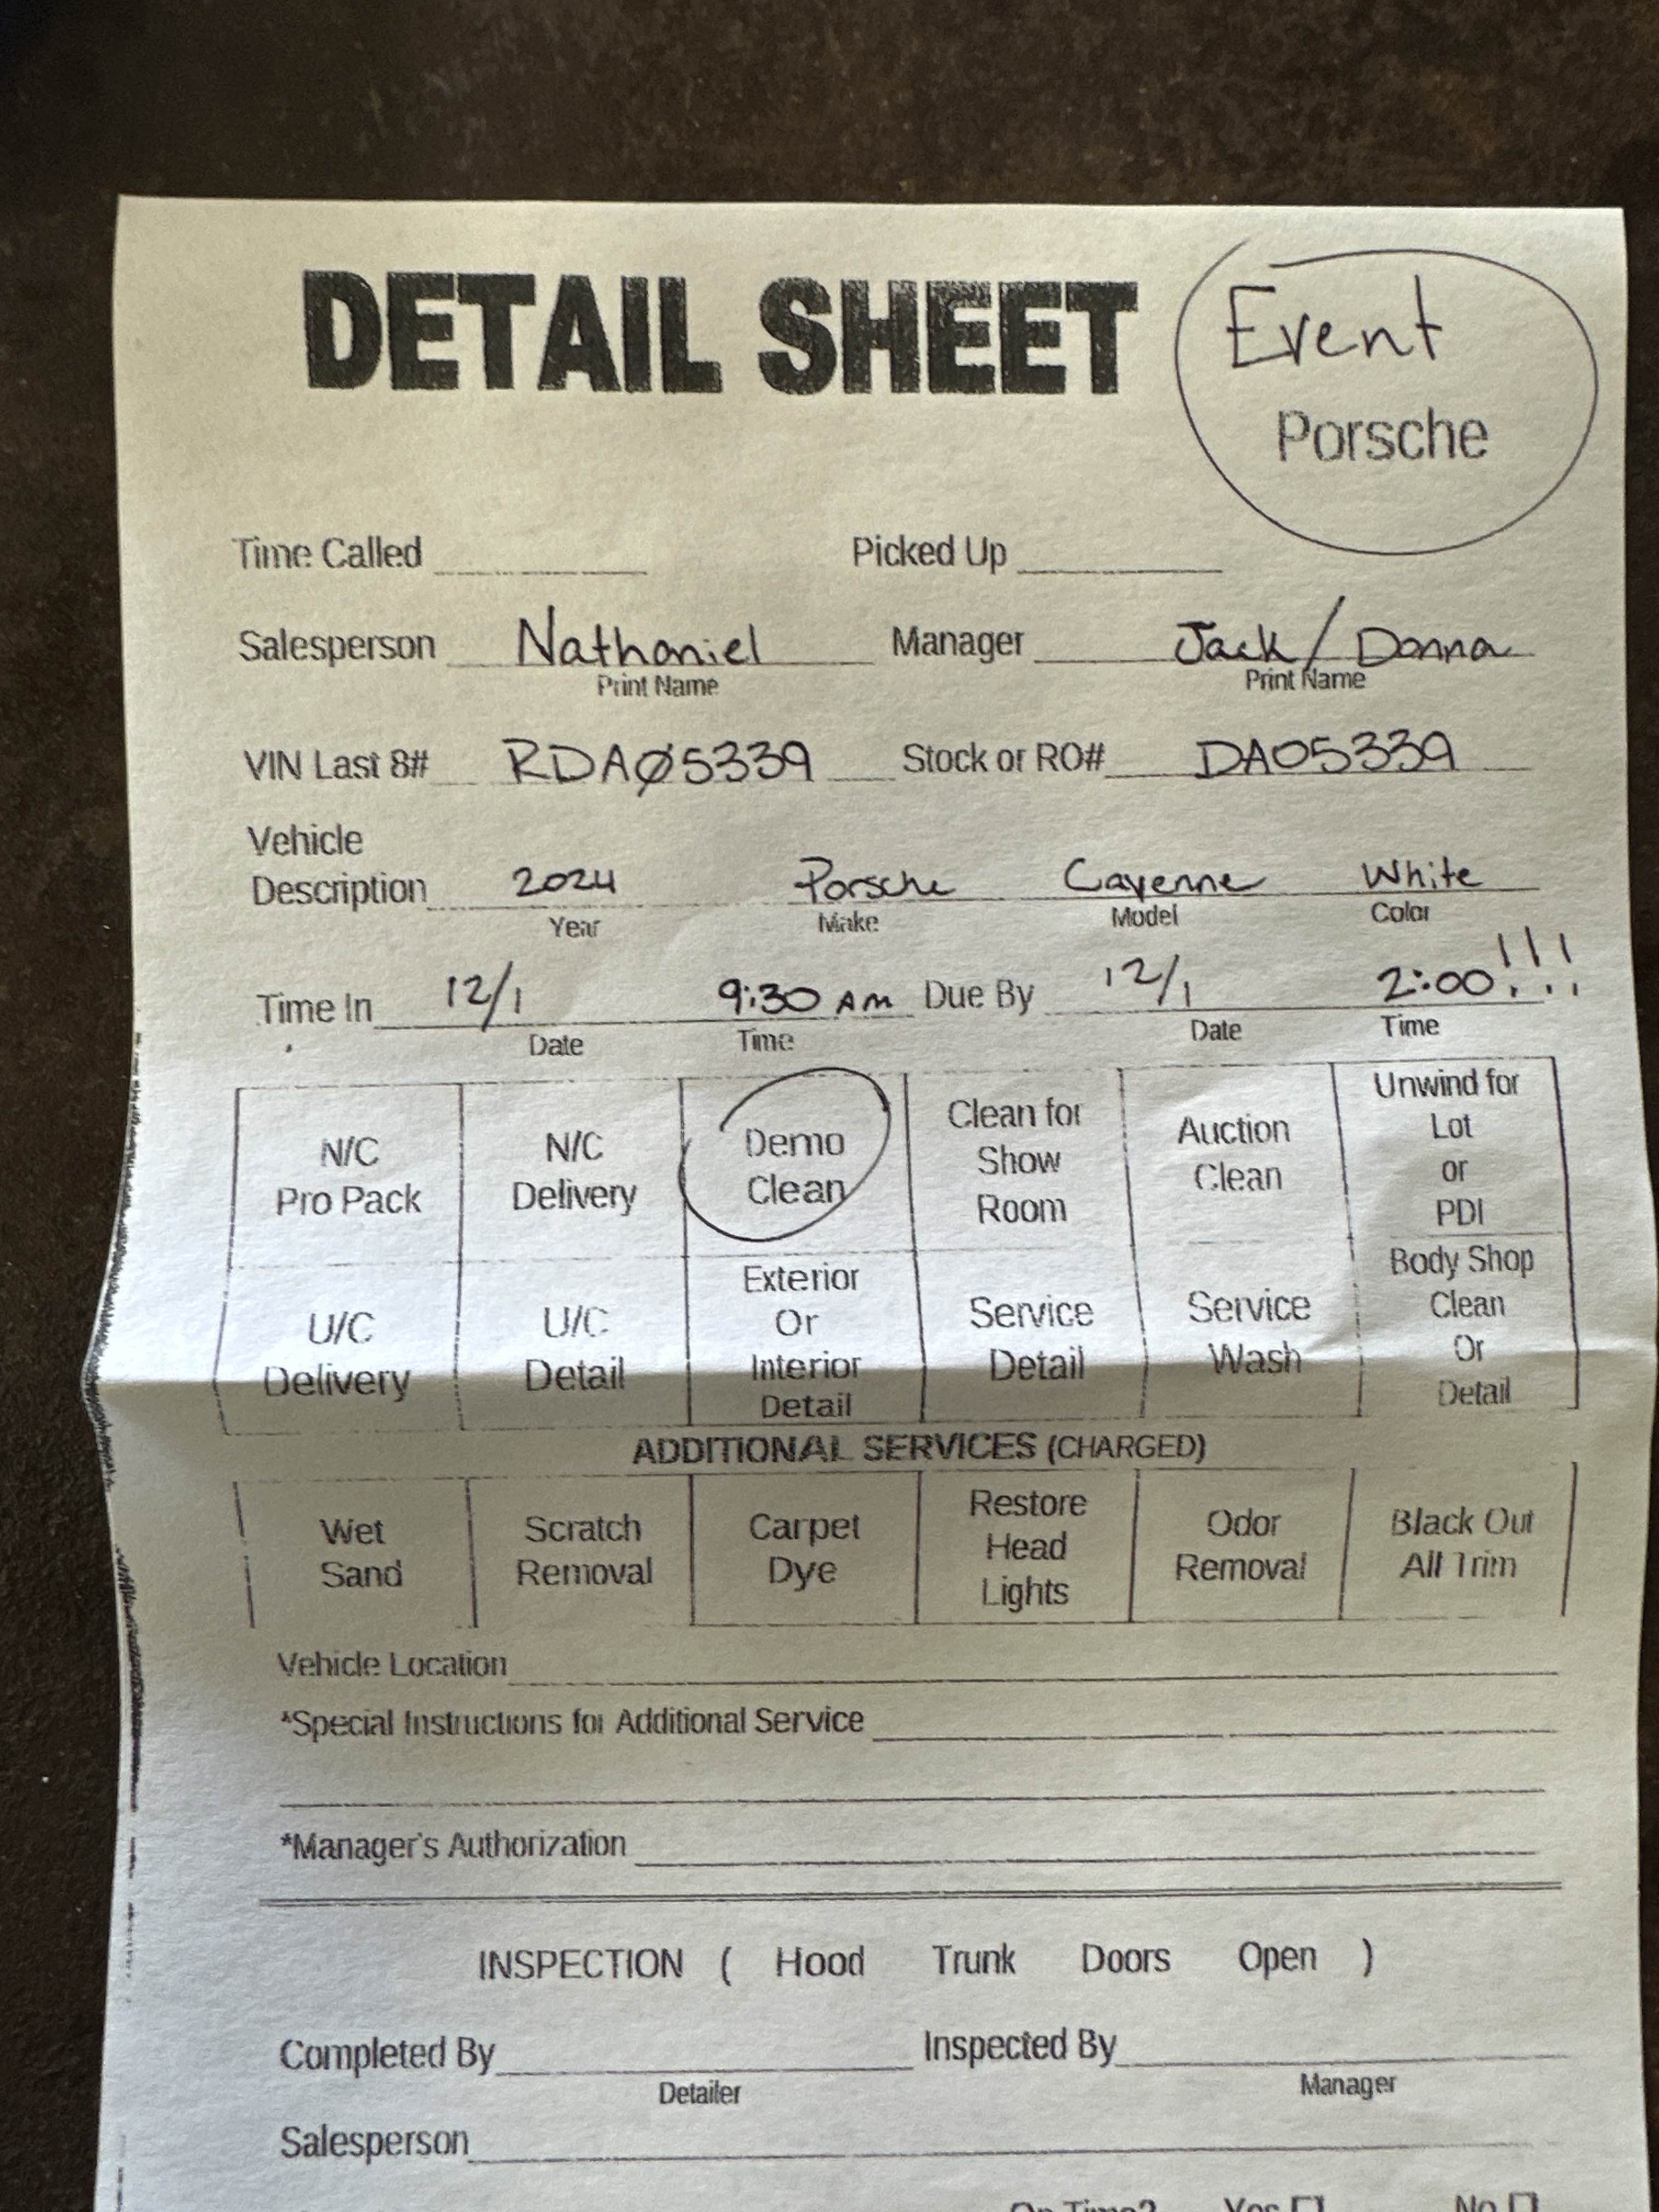 DETAIL SHEET
Event
Porsche
Time Called Picked Up
Salesperson Nathaniel Manager Jack/Donna
Print Name Print Name
VIN Last 8# RDAØ5339 Stock or RO# DA05339
Vehicle
Description 2024 Porsche Cayenne White
Year Make Model Color
Time In 12/1 9:30 AM Due By 12/1 2:00!!!
Date Time Date Time
N/C Pro Pack
N/C Delivery
Demo Clean
Clean for Show Room
Auction Clean
Unwind for Lot or PDI
U/C Delivery
U/C Detail
Exterior Or Interior Detail
Service Detail
Service Wash
Body Shop Clean Or Detail
ADDITIONAL SERVICES (CHARGED)
Wet Sand
Scratch Removal
Carpet Dye
Restore Head Lights
Odor Removal
Black Out All Trim
Vehicle Location
*Special Instructions for Additional Service
*Manager's Authorization
INSPECTION ( Hood Trunk Doors Open )
Completed By Inspected By
Detailer Manager
Salesperson
On Time? Yes No